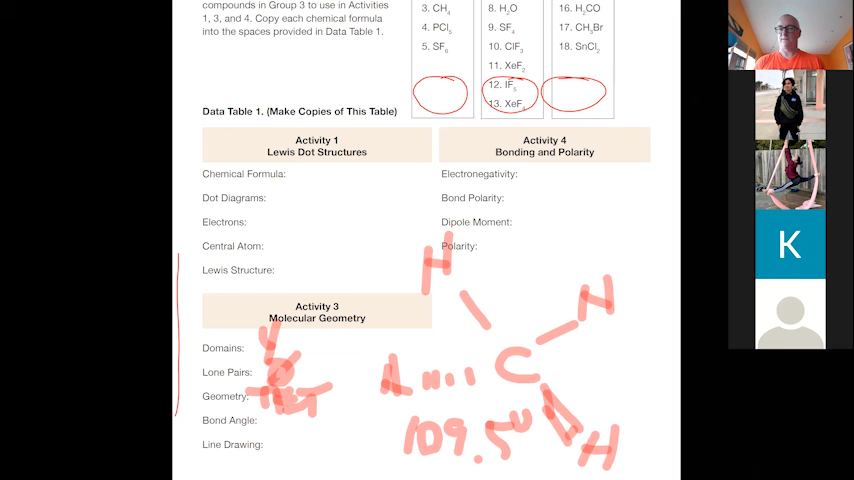 compounds in Group 3 to use in Activities
1, 3, and 4. Copy each chemical formula
into the spaces provided in Data Table 1.
3. CH₄
4. PCl₅
5. SF₆
8. H₂O
9. SF₄
10. ClF₃
11. XeF₂
12. IF₅
13. XeF₄
16. H₂CO
17. CH₃Br
18. SnCl₂
Data Table 1. (Make Copies of This Table)
Activity 1
Lewis Dot Structures
Chemical Formula:
Dot Diagrams:
Electrons:
Central Atom:
Lewis Structure:
Activity 4
Bonding and Polarity
Electronegativity:
Bond Polarity:
Dipole Moment:
Polarity:
Activity 3
Molecular Geometry
Domains:
Lone Pairs:
Geometry:
Bond Angle:
Line Drawing:
H
H
C
H
H
109.5°
K